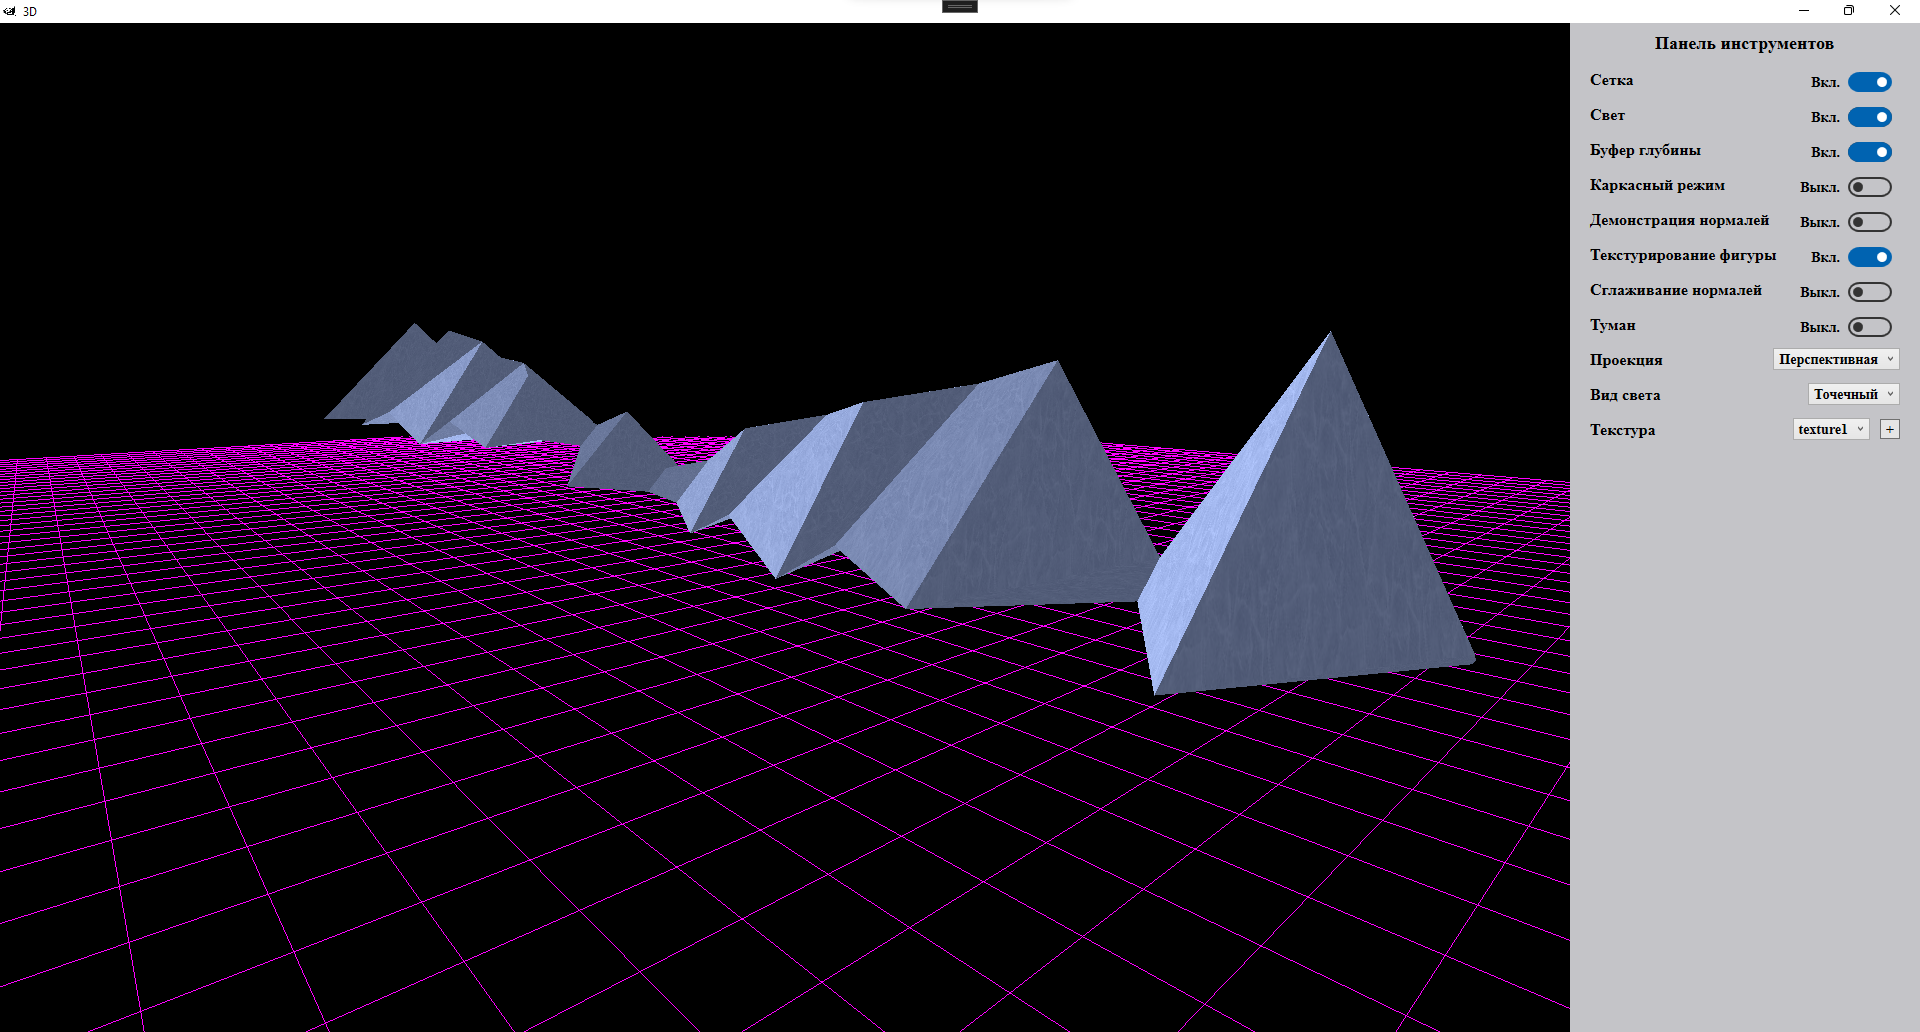 3D
Панель инструментов
Сетка Вкл.
Свет Вкл.
Буфер глубины Вкл.
Каркасный режим Выкл.
Демонстрация нормалей Выкл.
Текстурирование фигуры Вкл.
Сглаживание нормалей Выкл.
Туман Выкл.
Проекция Перспективная
Вид света Точечный
Текстура texture1 +